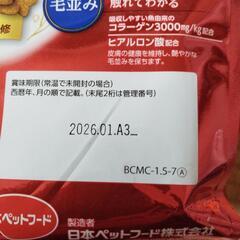 毛並み
触れてわかる
修
吸収しやすい魚由来の
コラーゲン3000mg/kg配合
ヒアルロン酸配合
皮膚の健康を維持し、つややかな
毛並みを保ちます。
賞味期限(常温で未開封の場合)
西暦年、月の順で記載。(末尾2桁は管理番号)
2026.01.A3_
BCMC-1.5-7Ⓐ
ペットフード
製造者
日本ペットフード株式会社